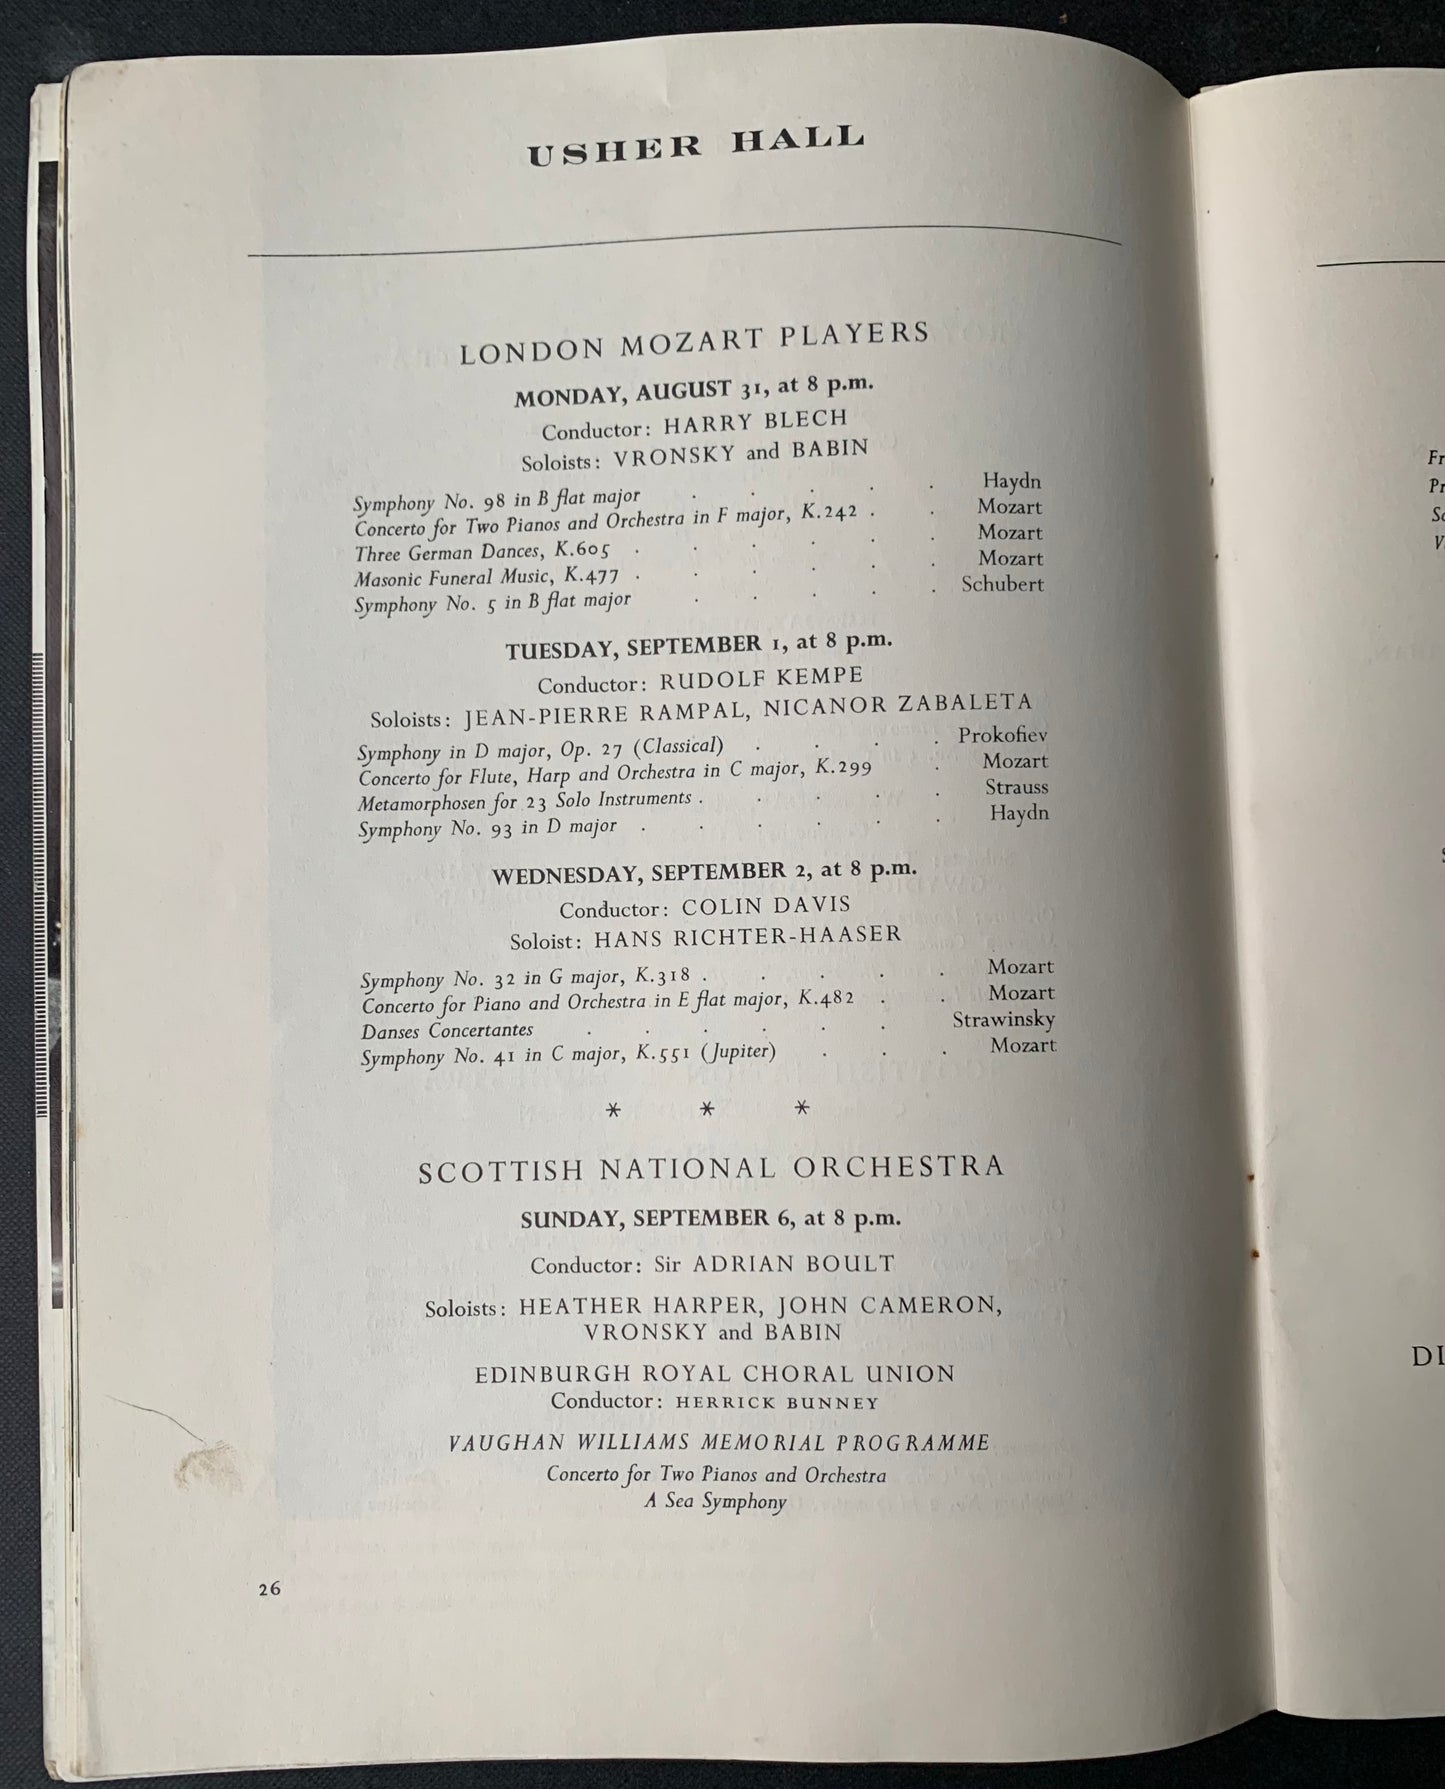 USHER HALL
LONDON MOZART PLAYERS
MONDAY, AUGUST 31, at 8 p.m.
Conductor: HARRY BLECH
Soloists: VRONSKY and BABIN
Symphony No. 98 in B flat major . . . . . Haydn
Concerto for Two Pianos and Orchestra in F major, K.242 . . Mozart
Three German Dances, K.605 . . . . . . Mozart
Masonic Funeral Music, K.477 . . . . . . Mozart
Symphony No. 5 in B flat major . . . . . Schubert
TUESDAY, SEPTEMBER 1, at 8 p.m.
Conductor: RUDOLF KEMPE
Soloists: JEAN-PIERRE RAMPAL, NICANOR ZABALETA
Symphony in D major, Op. 27 (Classical) . . . . Prokofiev
Concerto for Flute, Harp and Orchestra in C major, K.299 . Mozart
Metamorphosen for 23 Solo Instruments . . . . . Strauss
Symphony No. 93 in D major . . . . . . Haydn
WEDNESDAY, SEPTEMBER 2, at 8 p.m.
Conductor: COLIN DAVIS
Soloist: HANS RICHTER-HAASER
Symphony No. 32 in G major, K.318 . . . . . Mozart
Concerto for Piano and Orchestra in E flat major, K.482 . . Mozart
Danses Concertantes . . . . . . Strawinsky
Symphony No. 41 in C major, K.551 (Jupiter) . . . Mozart
* * *
SCOTTISH NATIONAL ORCHESTRA
SUNDAY, SEPTEMBER 6, at 8 p.m.
Conductor: Sir ADRIAN BOULT
Soloists: HEATHER HARPER, JOHN CAMERON,
VRONSKY and BABIN
EDINBURGH ROYAL CHORAL UNION
Conductor: HERRICK BUNNEY
VAUGHAN WILLIAMS MEMORIAL PROGRAMME
Concerto for Two Pianos and Orchestra
A Sea Symphony
26